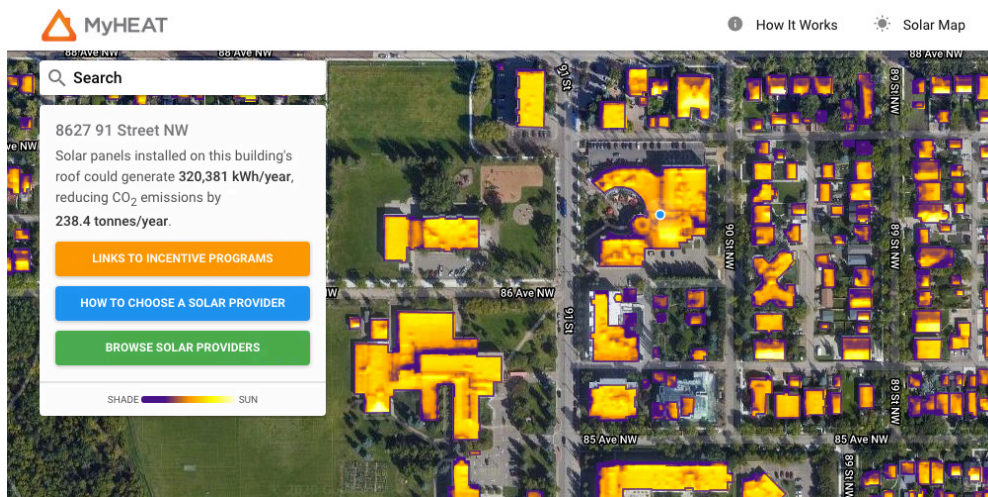 MyHEAT
How It Works
Solar Map
88 Ave NW
88 Ave NW
88 Ave NW
Search
8627 91 Street NW
Solar panels installed on this building's
roof could generate 320,381 kWh/year,
reducing CO2 emissions by
238.4 tonnes/year.
LINKS TO INCENTIVE PROGRAMS
HOW TO CHOOSE A SOLAR PROVIDER
BROWSE SOLAR PROVIDERS
SHADE
SUN
ve NW
91 St
89 St NW
90 St NW
89 St NW
W
86 Ave NW
91 St
89 St NW
85 Ave NW
85 Ave NW
89 St N